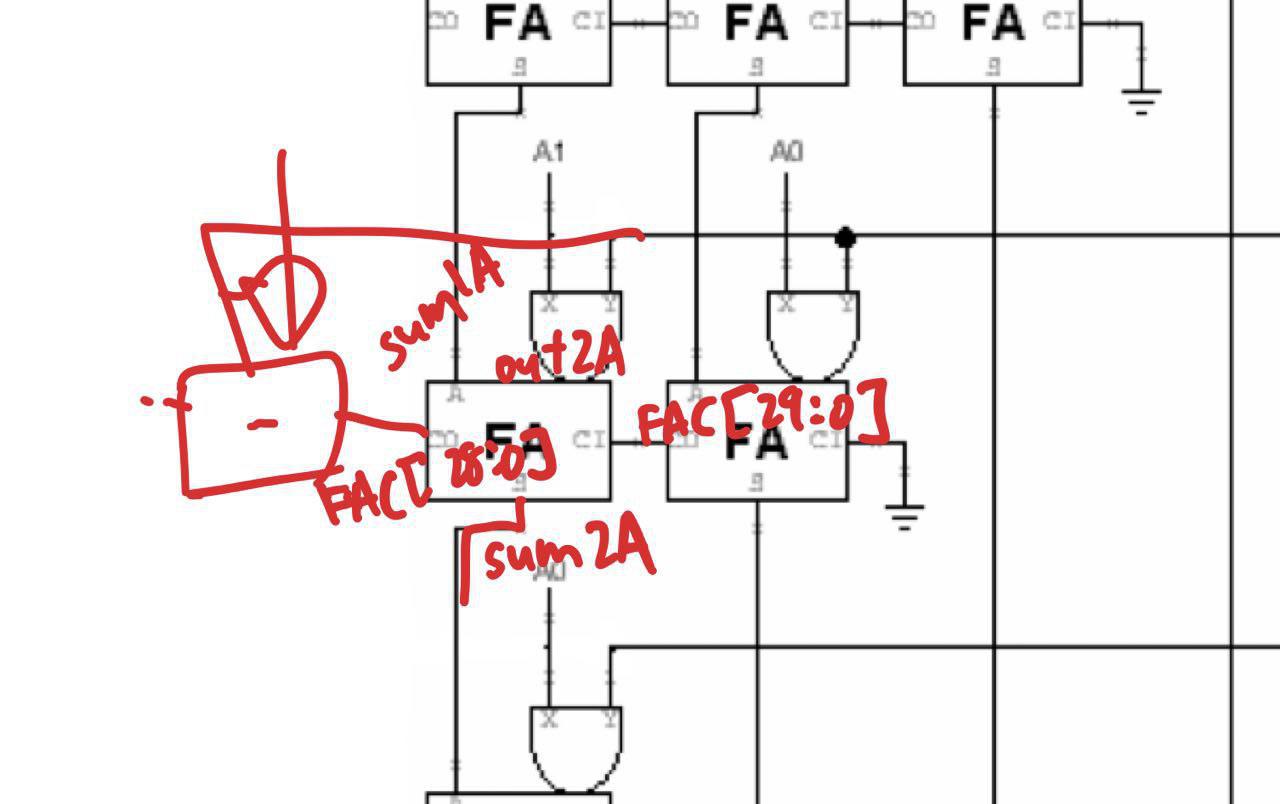 CO FA CI CO FA CI CO FA CI
S S S
A1 A0
sum1A
X Y X Y
out2A
A A
FAC[29:0]
CO FA CI CO FA CI
FAC[28:0]
S S
sum2A
A0
X Y